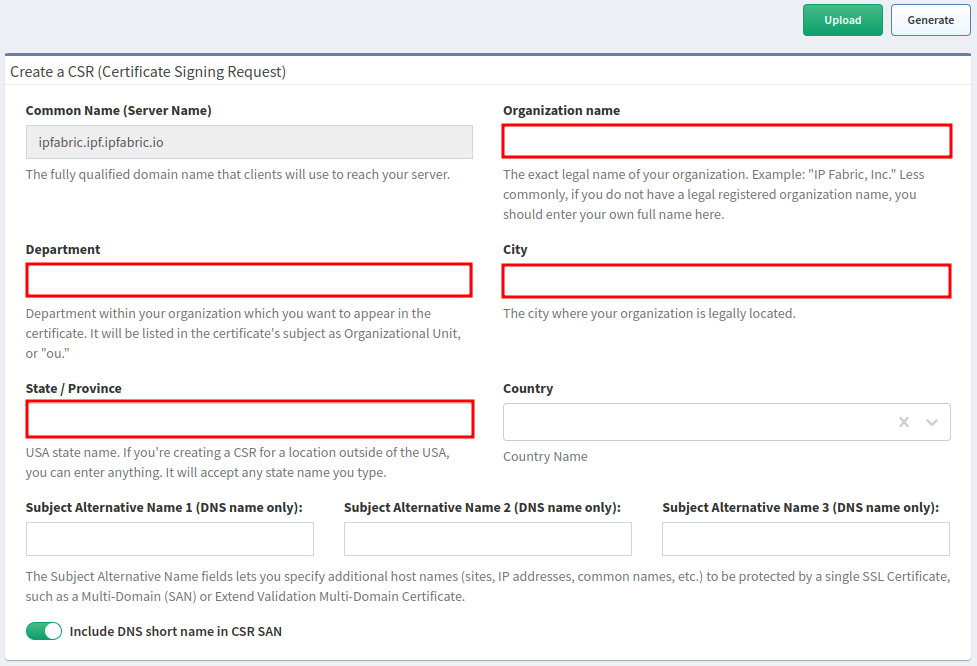 Upload Generate
Create a CSR (Certificate Signing Request)
Common Name (Server Name)
ipfabric.ipf.ipfabric.io
The fully qualified domain name that clients will use to reach your server.
Organization name
The exact legal name of your organization. Example: "IP Fabric, Inc." Less
commonly, if you do not have a legal registered organization name, you
should enter your own full name here.
Department
Department within your organization which you want to appear in the
certificate. It will be listed in the certificate's subject as Organizational Unit,
or "ou."
City
The city where your organization is legally located.
State / Province
USA state name. If you're creating a CSR for a location outside of the USA,
you can enter anything. It will accept any state name you type.
Country
Country Name
Subject Alternative Name 1 (DNS name only):
Subject Alternative Name 2 (DNS name only):
Subject Alternative Name 3 (DNS name only):
The Subject Alternative Name fields lets you specify additional host names (sites, IP addresses, common names, etc.) to be protected by a single SSL Certificate,
such as a Multi-Domain (SAN) or Extend Validation Multi-Domain Certificate.
Include DNS short name in CSR SAN